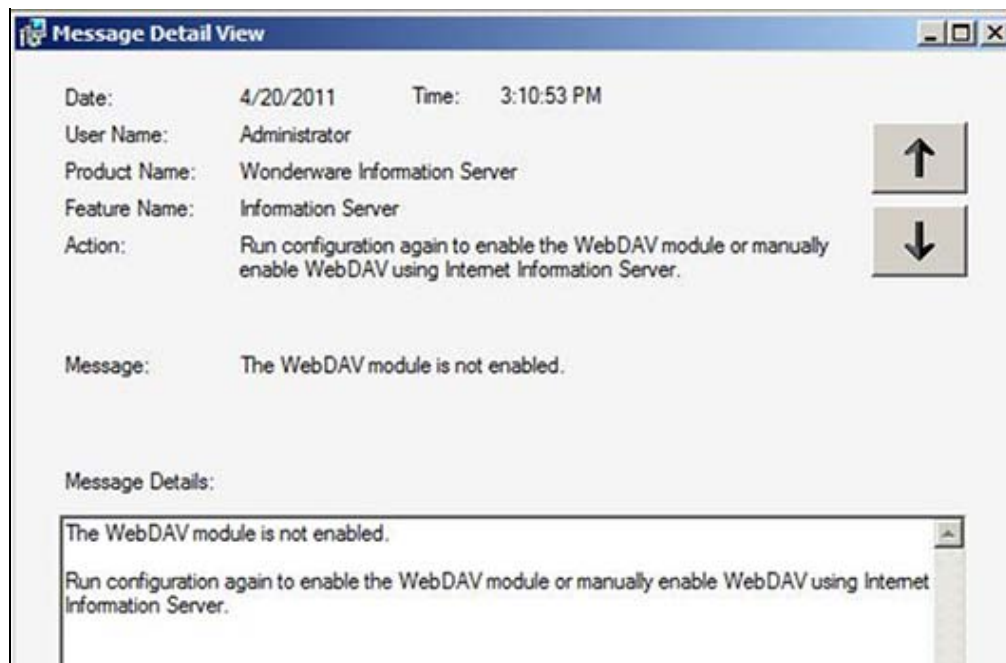 Message Detail View
Date: 4/20/2011 Time: 3:10:53 PM
User Name: Administrator
Product Name: Wonderware Information Server
Feature Name: Information Server
Action: Run configuration again to enable the WebDAV module or manually
enable WebDAV using Internet Information Server.
Message: The WebDAV module is not enabled.
Message Details:
The WebDAV module is not enabled.
Run configuration again to enable the WebDAV module or manually enable WebDAV using Internet
Information Server.